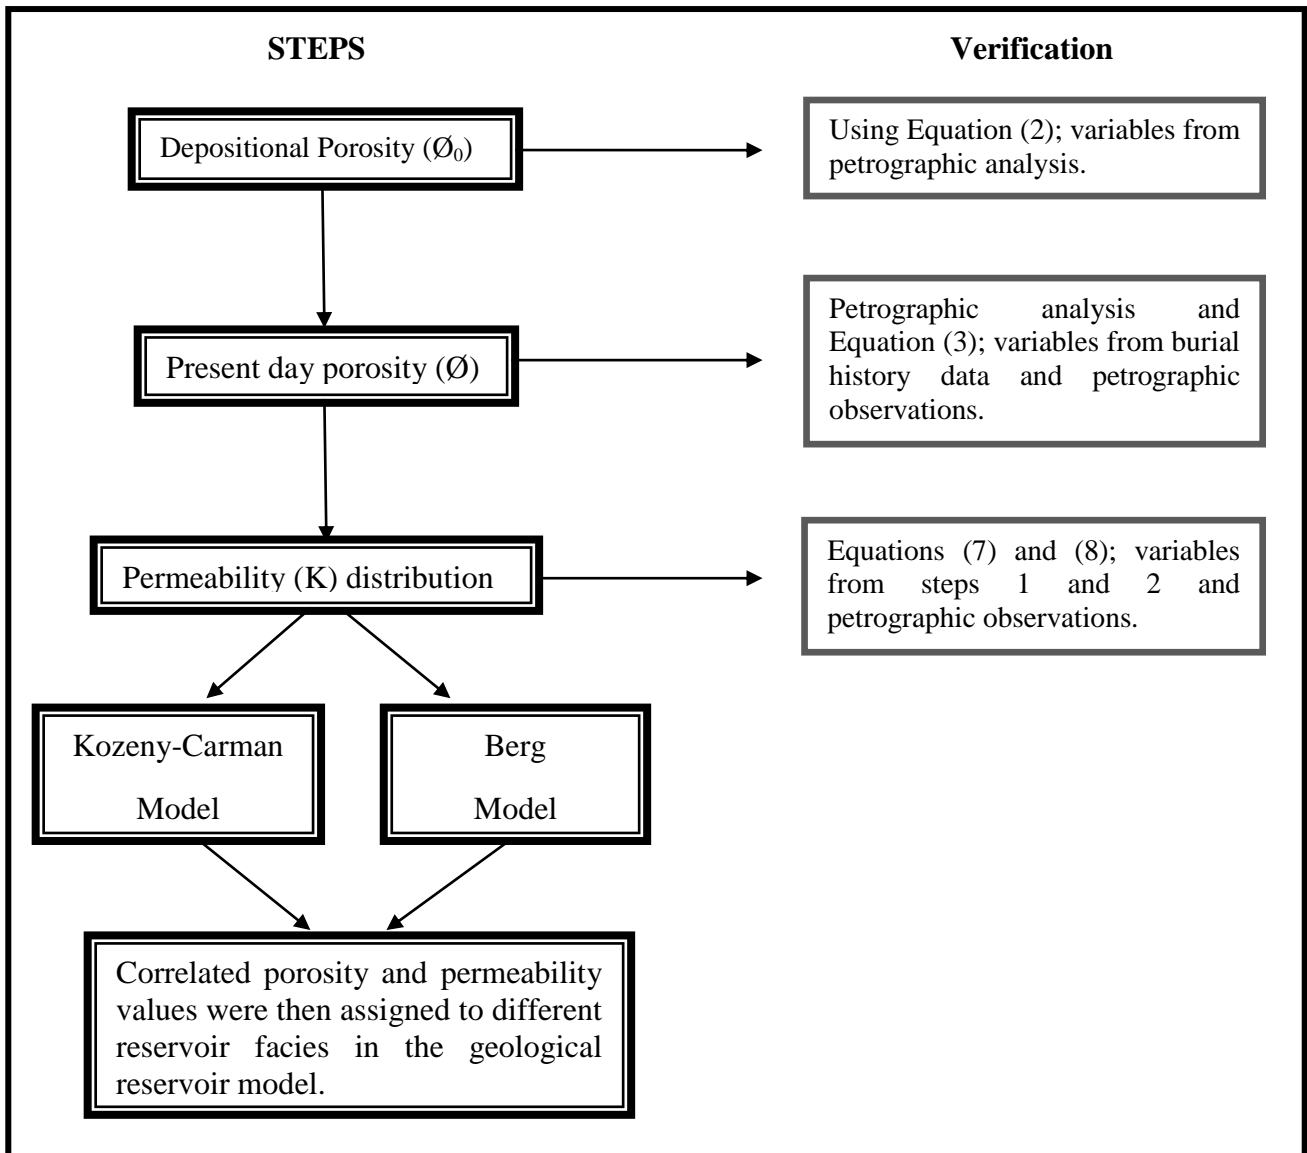 STEPS
Verification
Depositional Porosity (Ø₀)
Using Equation (2); variables from
petrographic analysis.
Present day porosity (Ø)
Petrographic analysis and
Equation (3); variables from burial
history data and petrographic
observations.
Permeability (K) distribution
Equations (7) and (8); variables
from steps 1 and 2 and
petrographic observations.
Kozeny-Carman
Model
Berg
Model
Correlated porosity and permeability
values were then assigned to different
reservoir facies in the geological
reservoir model.